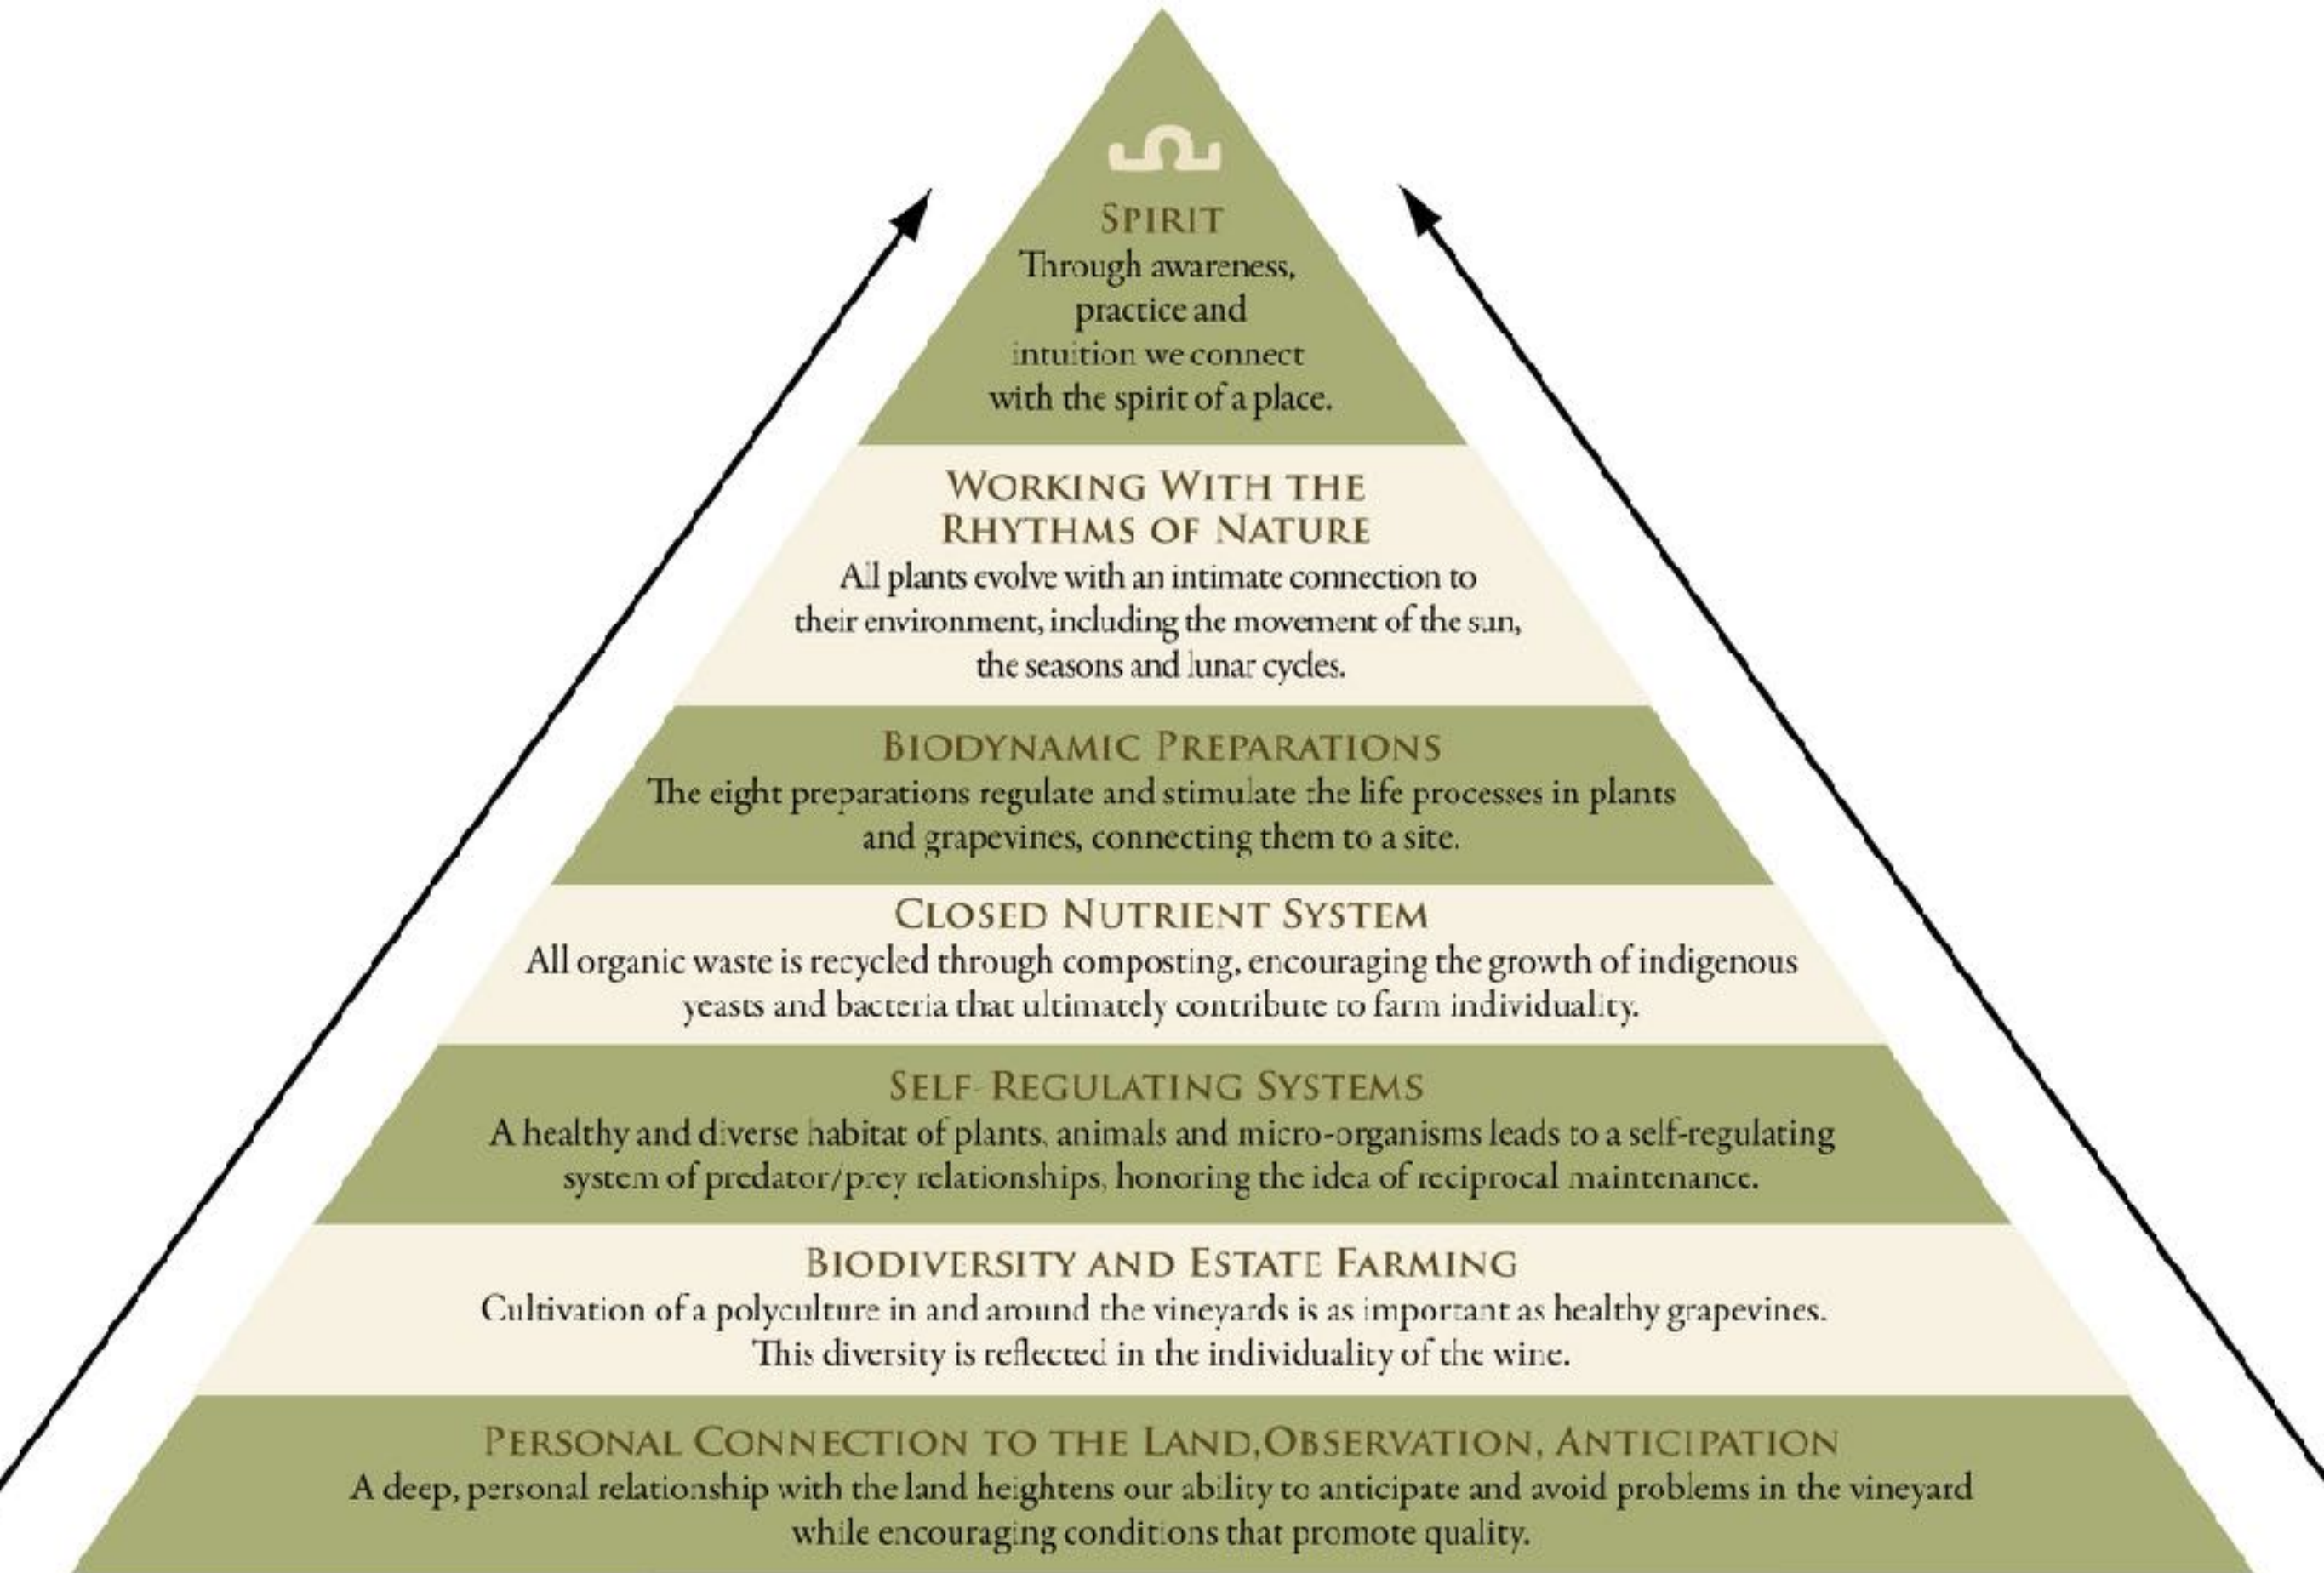 SPIRIT
Through awareness,
practice and
intuition we connect
with the spirit of a place.
WORKING WITH THE
RHYTHMS OF NATURE
All plants evolve with an intimate connection to
their environment, including the movement of the sun,
the seasons and lunar cycles.
BIODYNAMIC PREPARATIONS
The eight preparations regulate and stimulate the life processes in plants
and grapevines, connecting them to a site.
CLOSED NUTRIENT SYSTEM
All organic waste is recycled through composting, encouraging the growth of indigenous
yeasts and bacteria that ultimately contribute to farm individuality.
SELF-REGULATING SYSTEMS
A healthy and diverse habitat of plants, animals and micro-organisms leads to a self-regulating
system of predator/prey relationships, honoring the idea of reciprocal maintenance.
BIODIVERSITY AND ESTATE FARMING
Cultivation of a polyculture in and around the vineyards is as important as healthy grapevines.
This diversity is reflected in the individuality of the wine.
PERSONAL CONNECTION TO THE LAND, OBSERVATION, ANTICIPATION
A deep, personal relationship with the land heightens our ability to anticipate and avoid problems in the vineyard
while encouraging conditions that promote quality.